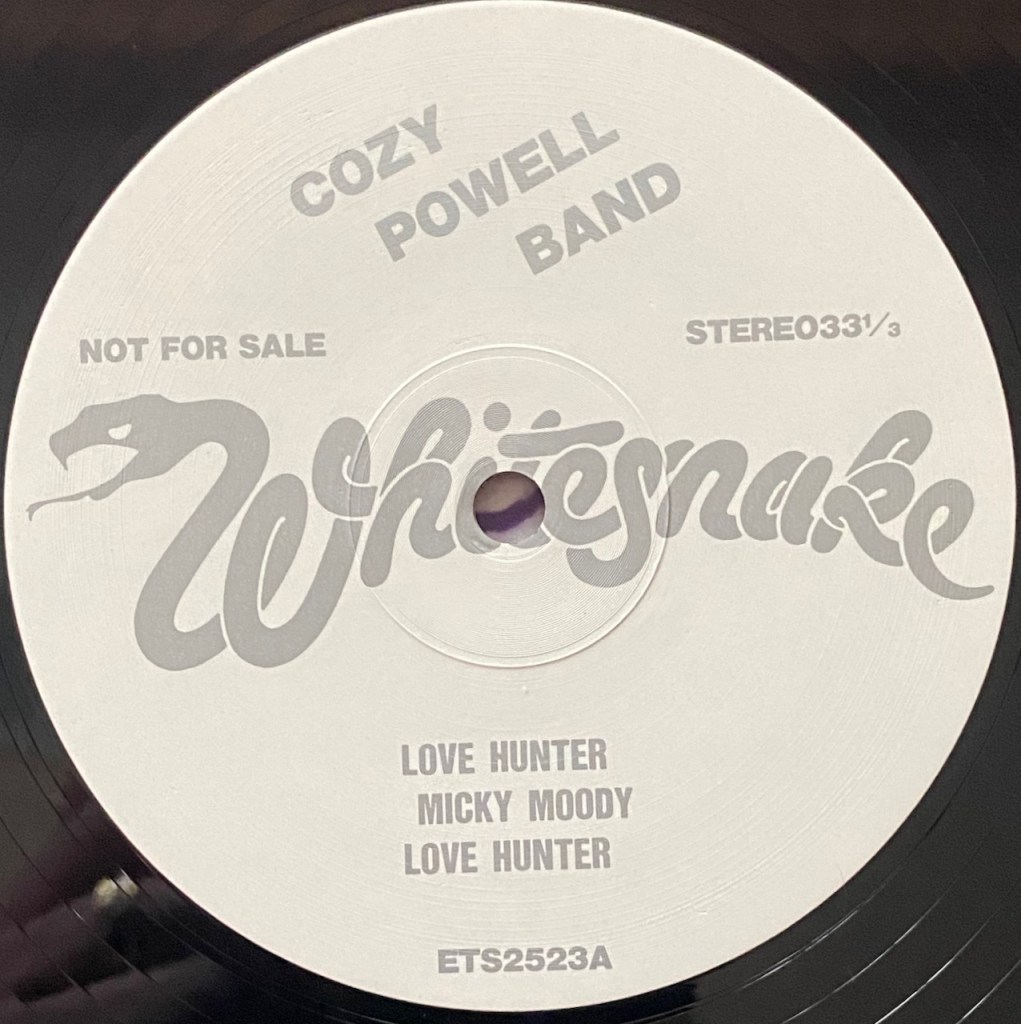 COZY
POWELL
BAND
NOT FOR SALE
STEREO33⅓
Whitesnake
LOVE HUNTER
MICKY MOODY
LOVE HUNTER
ETS2523A